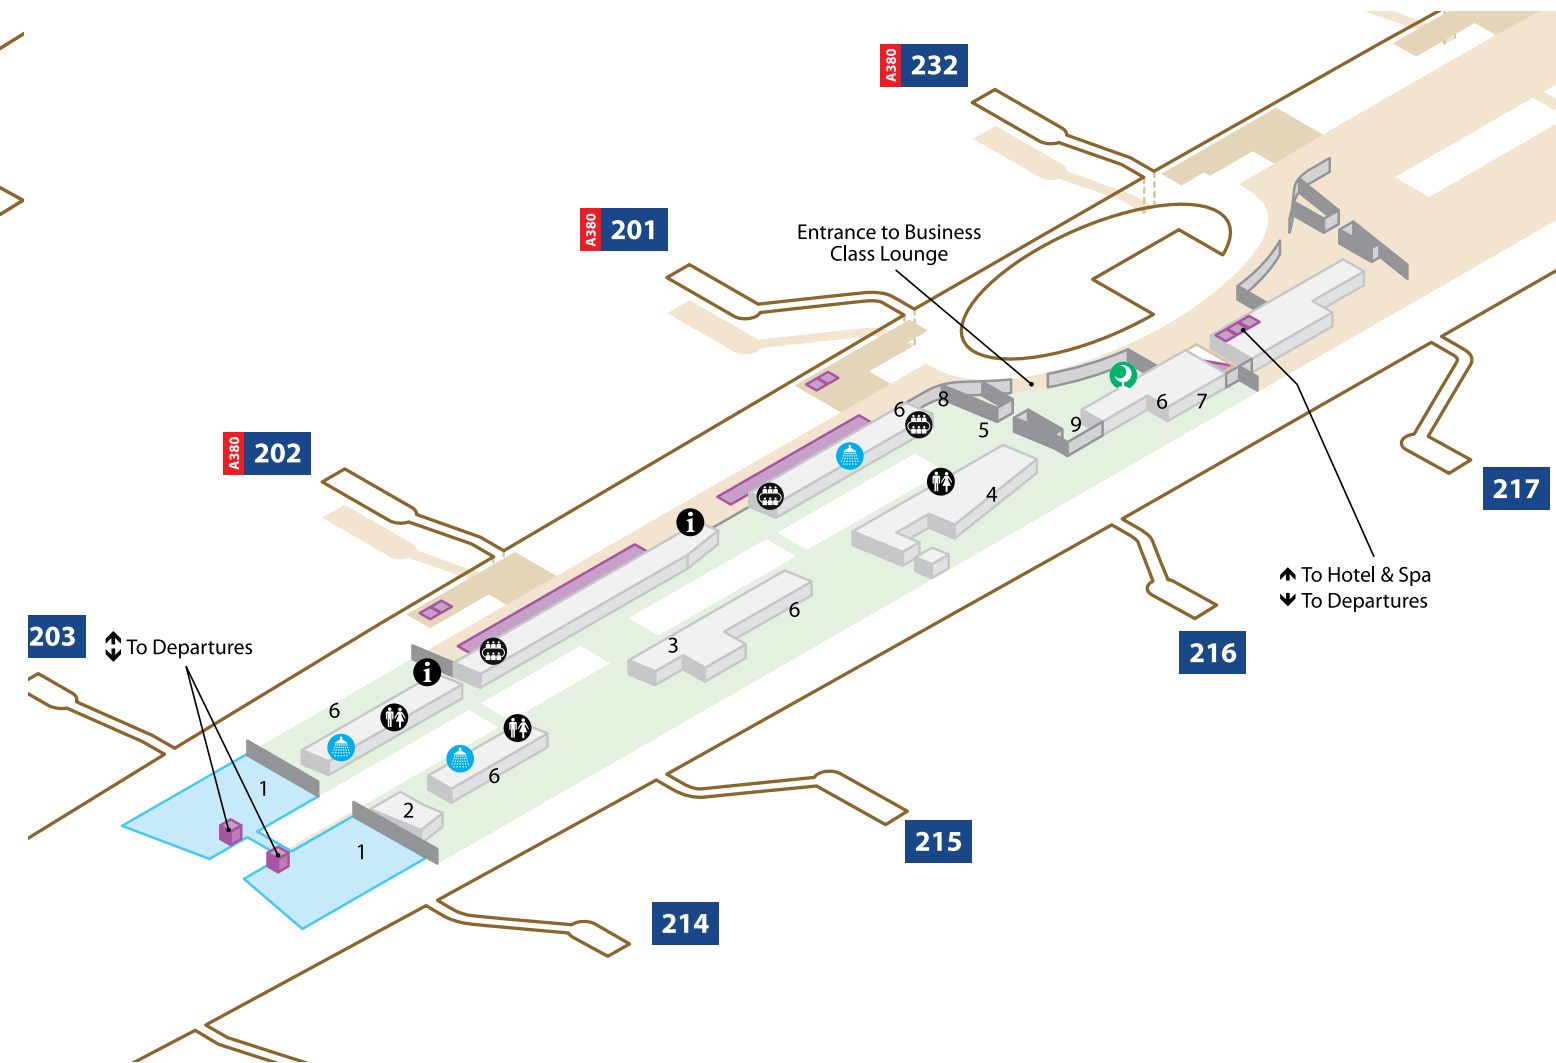 A380 232
A380 201
Entrance to Business
Class Lounge
A380 202
6
8
5
9
6
7
4
217
To Hotel & Spa
To Departures
203
To Departures
6
3
216
6
i
i
1
6
2
1
215
214